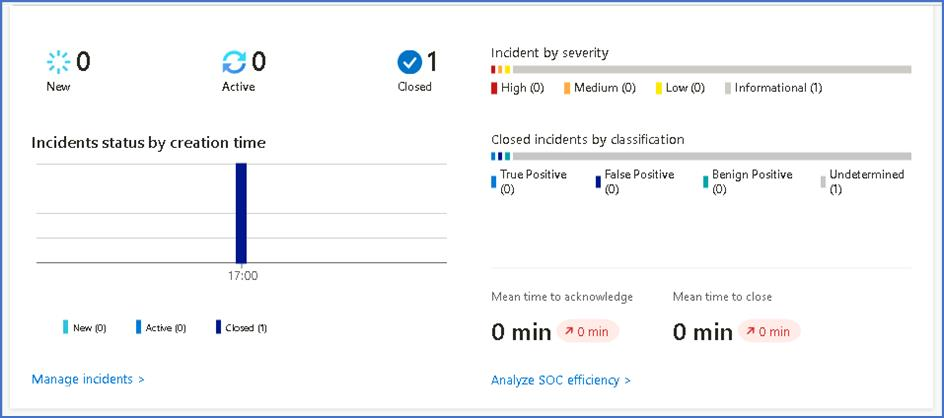 0
New
0
Active
1
Closed
Incidents status by creation time
17:00
New (0)
Active (0)
Closed (1)
Manage incidents >
Incident by severity
High (0)
Medium (0)
Low (0)
Informational (1)
Closed incidents by classification
True Positive
(0)
False Positive
(0)
Benign Positive
(0)
Undetermined
(1)
Mean time to acknowledge
0 min
0 min
Mean time to close
0 min
0 min
Analyze SOC efficiency >